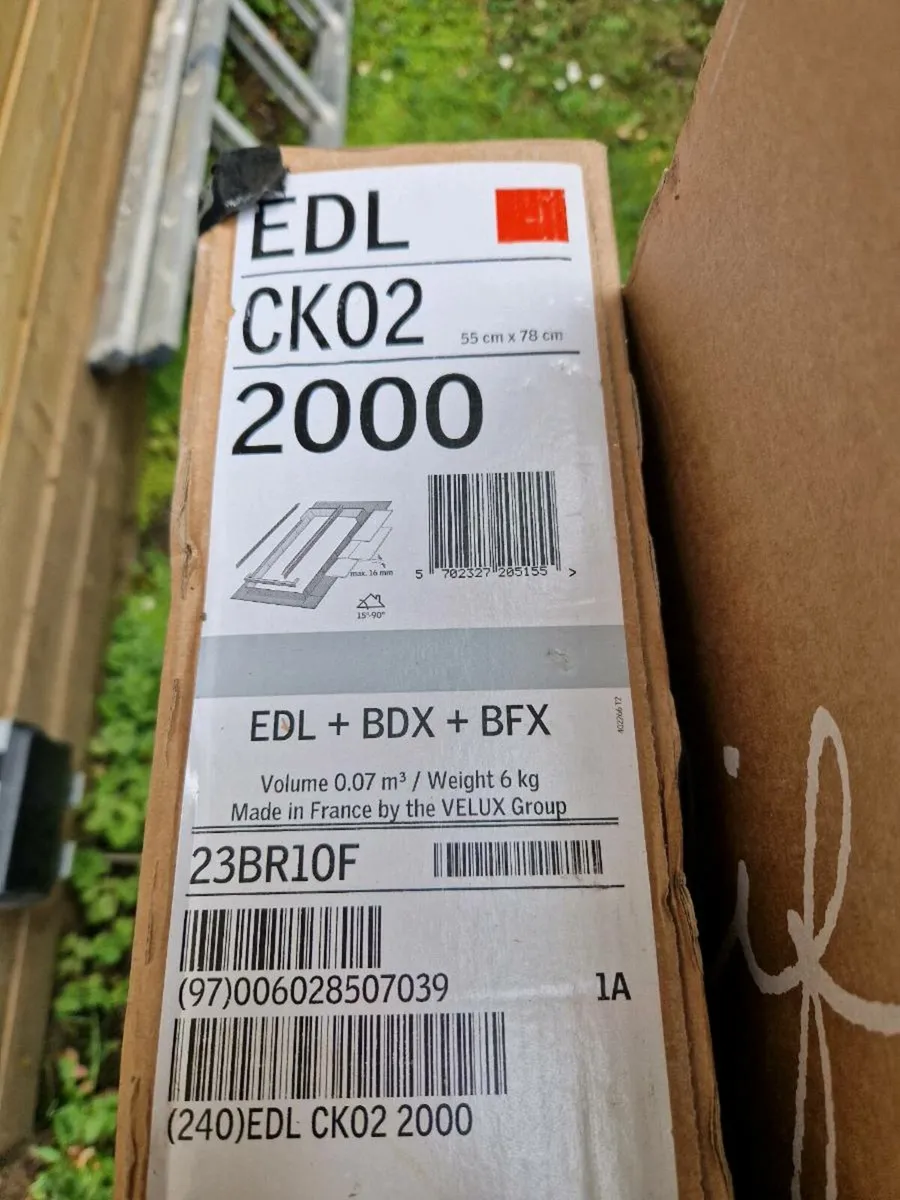 EDL
CK02
55 cm x 78 cm
2000
max. 16 mm
15°-90°
5 702327 205155 >
EDL + BDX + BFX
Volume 0.07 m³ / Weight 6 kg
Made in France by the VELUX Group
23BR10F
(97)006028507039
1A
(240)EDL CK02 2000